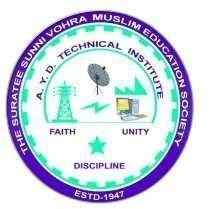 THE SURATEE SUNNI VOHRA MUSLIM EDUCATION SOCIETY
A. Y. D. TECHNICAL INSTITUTE
FAITH
UNITY
DISCIPLINE
ESTD-1947